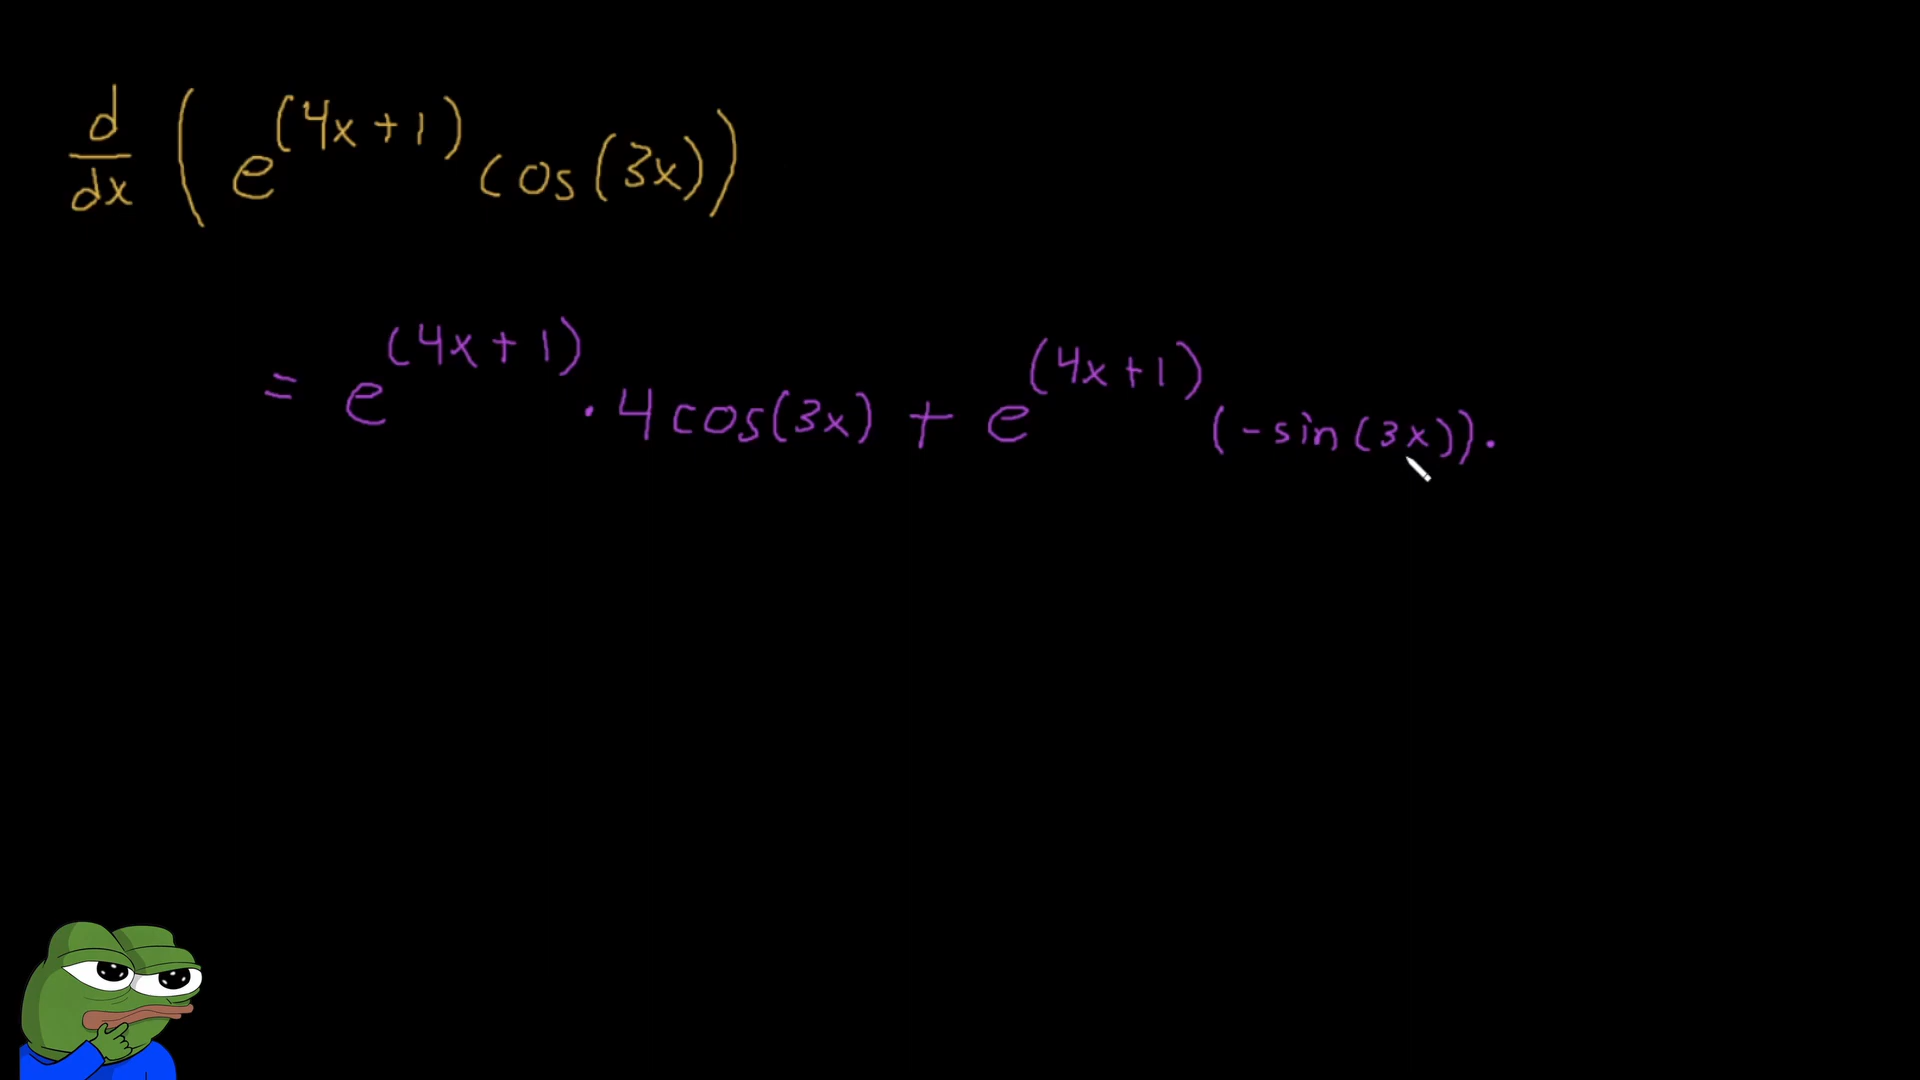 d/dx ( e^(4x+1) cos(3x) )
= e^(4x+1) · 4cos(3x) + e^(4x+1) (-sin(3x)) ·